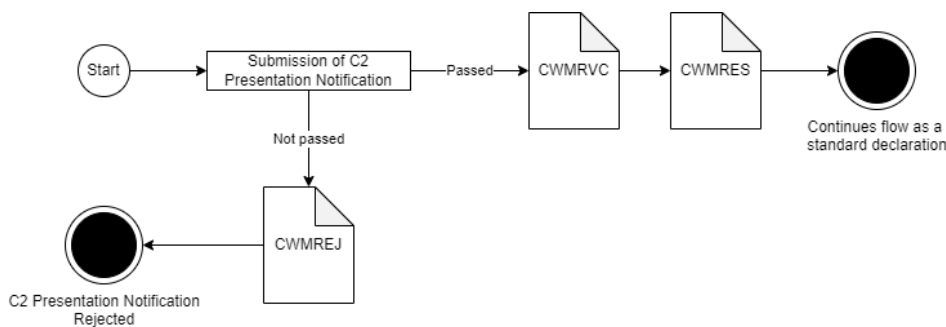 Start
Submission of C2
Presentation Notification
Passed
CWMRVC
CWMRES
Continues flow as a
standard declaration
Not passed
CWMREJ
C2 Presentation Notification
Rejected